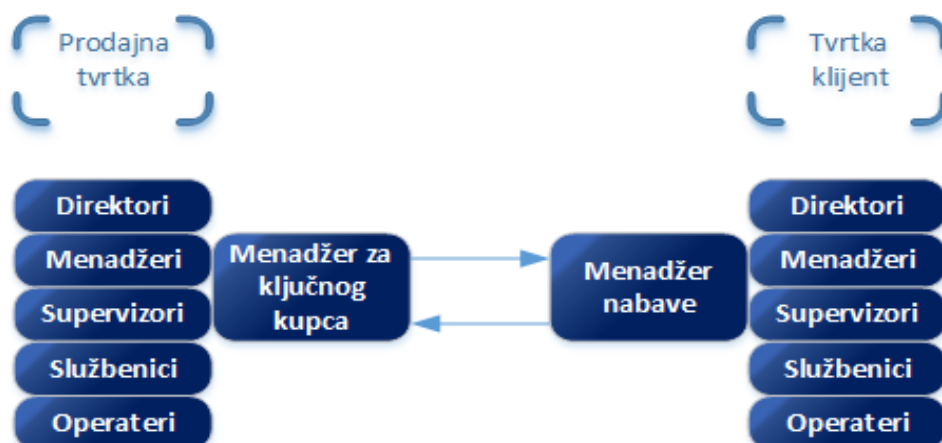 Prodajna
tvrtka
Tvrtka
klijent
Direktori
Menadžeri
Supervizori
Službenici
Operateri
Menadžer za
ključnog
kupca
Menadžer
nabave
Direktori
Menadžeri
Supervizori
Službenici
Operateri